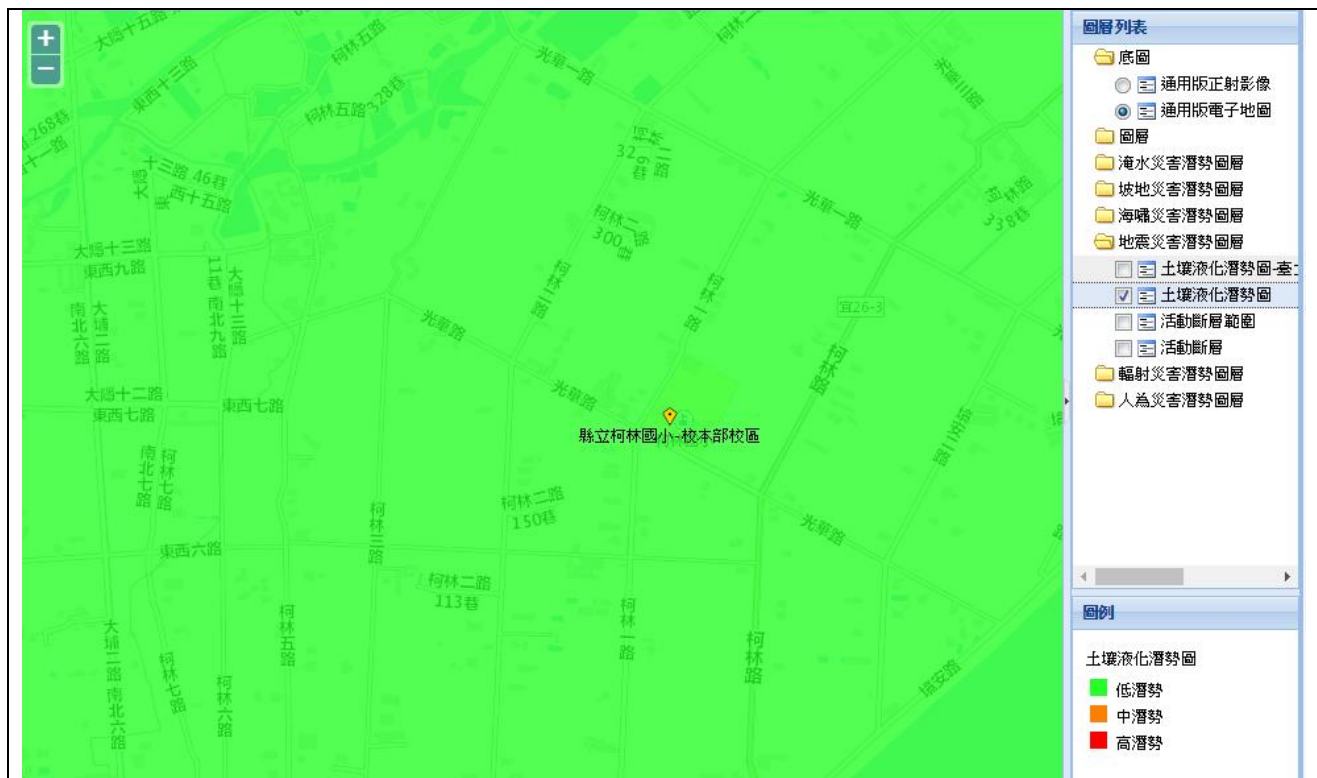 +
−
大隱十五路
柯林五路
柯林二路
光華一路
光華三路
東西十三路
柯林五路328巷
268巷
十一路
十三路 46巷
大隱
西十五路
柯林二路
32巷
柯林路
338巷
光華一路
柯林二路
300巷
大隱十三路
東西九路
11巷
大隱十三路
南北九路
柯林二路
柯林一路
宜26-3
柯林路
大埔二路
南北六路
光華路
大隱十二路
東西七路
東西七路
光華路
縣立柯林國小--校本部校區
協安二路
南北七路
柯林七路
柯林二路
150巷
柯林三路
光華路
東西六路
柯林二路
113巷
柯林五路
柯林一路
柯林路
大埔二路
南北六路
柯林七路
柯林六路
協安路
圖層列表
底圖
通用版正射影像
通用版電子地圖
圖層
淹水災害潛勢圖層
坡地災害潛勢圖層
海嘯災害潛勢圖層
地震災害潛勢圖層
土壤液化潛勢圖-臺
土壤液化潛勢圖
活動斷層範圍
活動斷層
輻射災害潛勢圖層
人為災害潛勢圖層
圖例
土壤液化潛勢圖
低潛勢
中潛勢
高潛勢